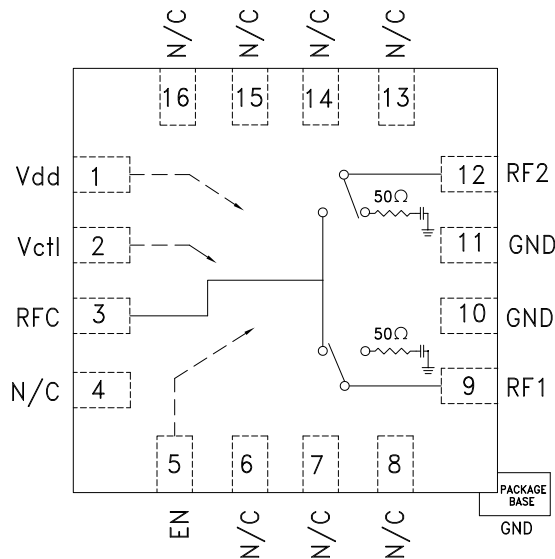 N/C N/C N/C N/C
16 15 14 13
Vdd 1 12 RF2
50Ω
Vctl 2 11 GND
RFC 3 10 GND
50Ω
N/C 4 9 RF1
5 6 7 8
EN N/C N/C N/C
PACKAGE
BASE
GND